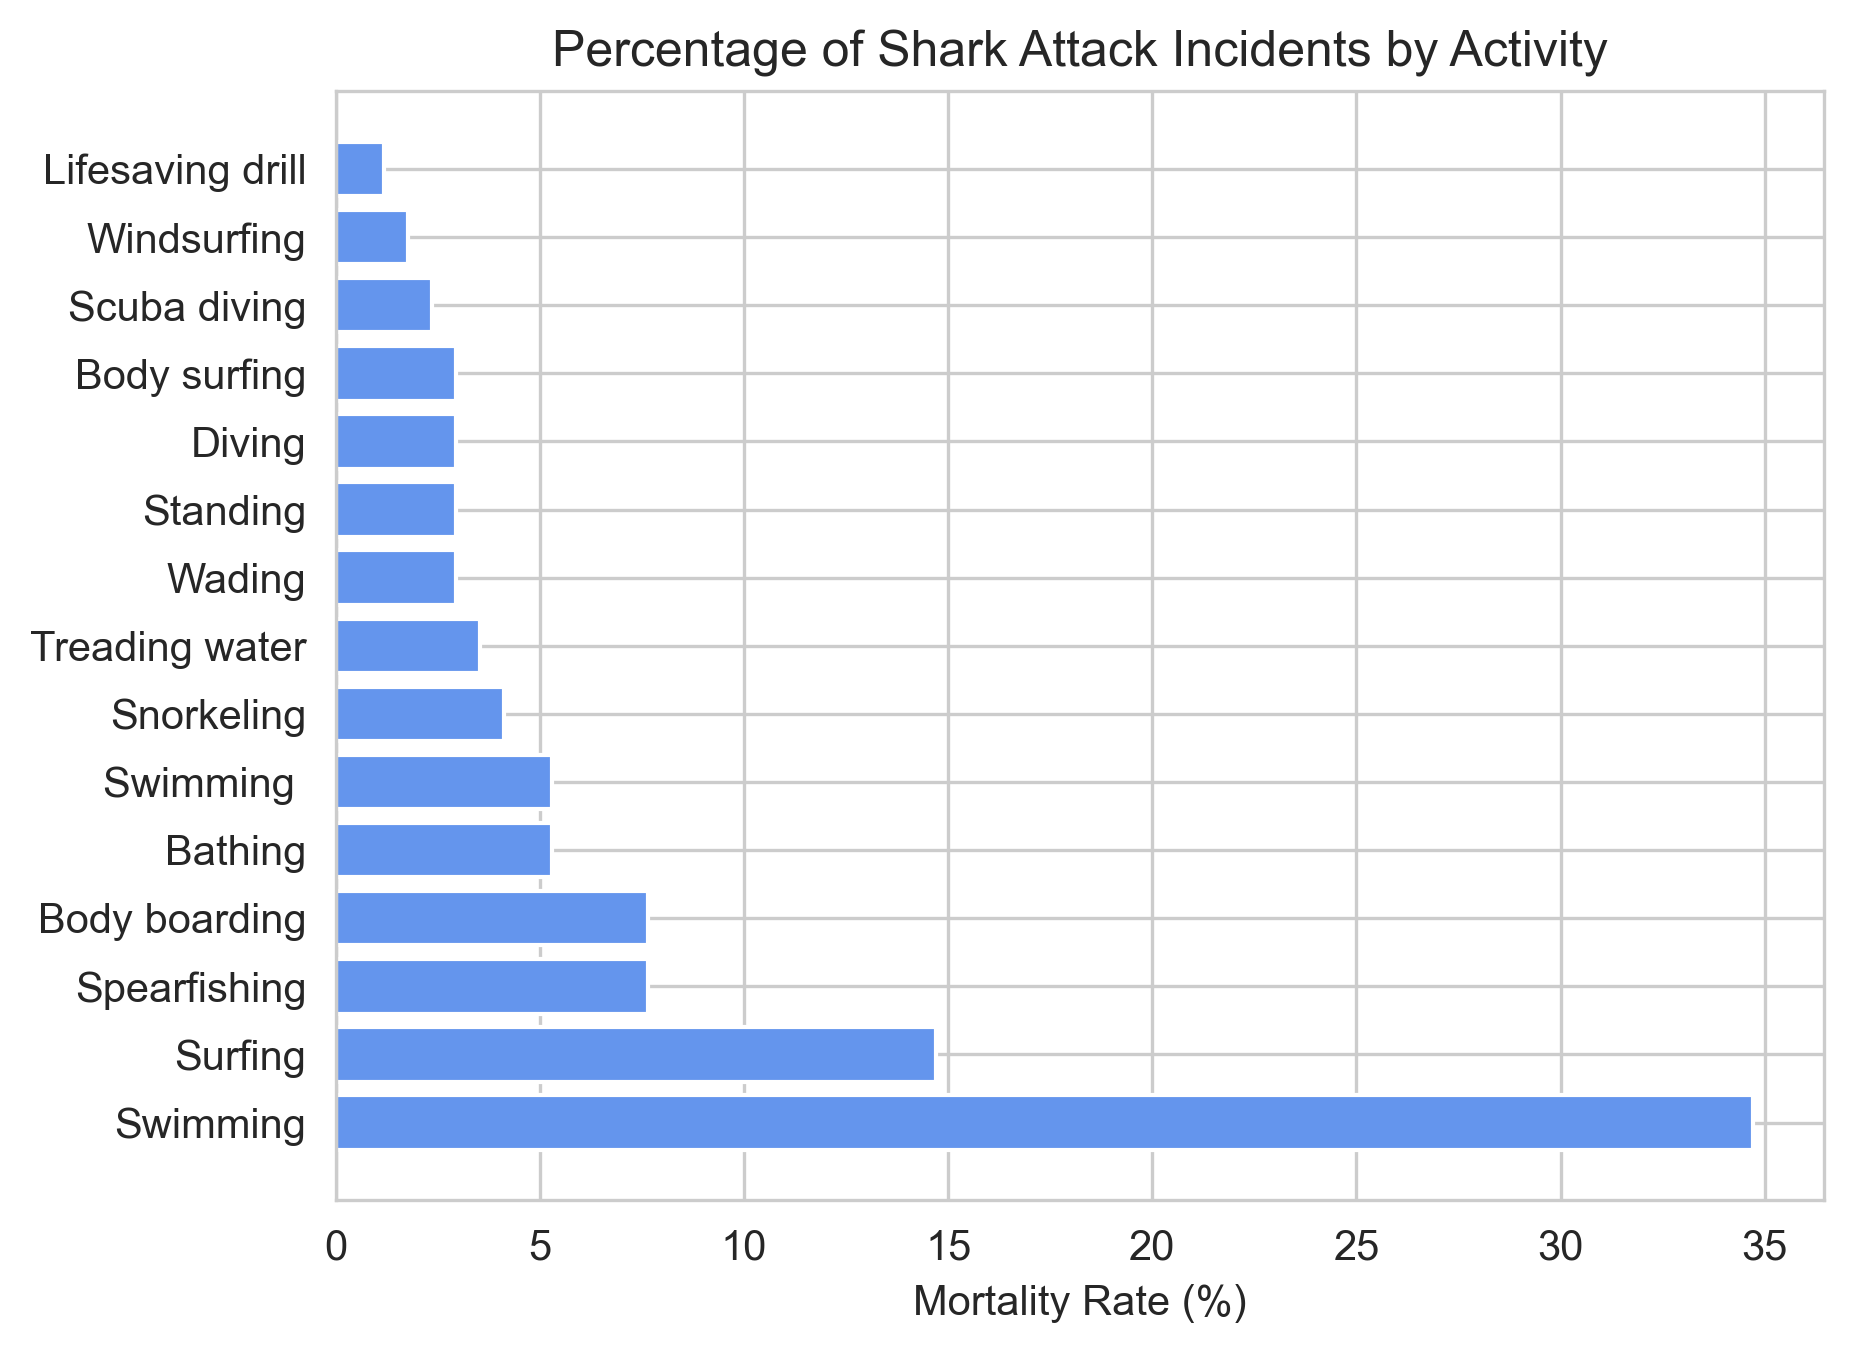 Percentage of Shark Attack Incidents by Activity
Lifesaving drill
Windsurfing
Scuba diving
Body surfing
Diving
Standing
Wading
Treading water
Snorkeling
Swimming
Bathing
Body boarding
Spearfishing
Surfing
Swimming
0 5 10 15 20 25 30 35
Mortality Rate (%)